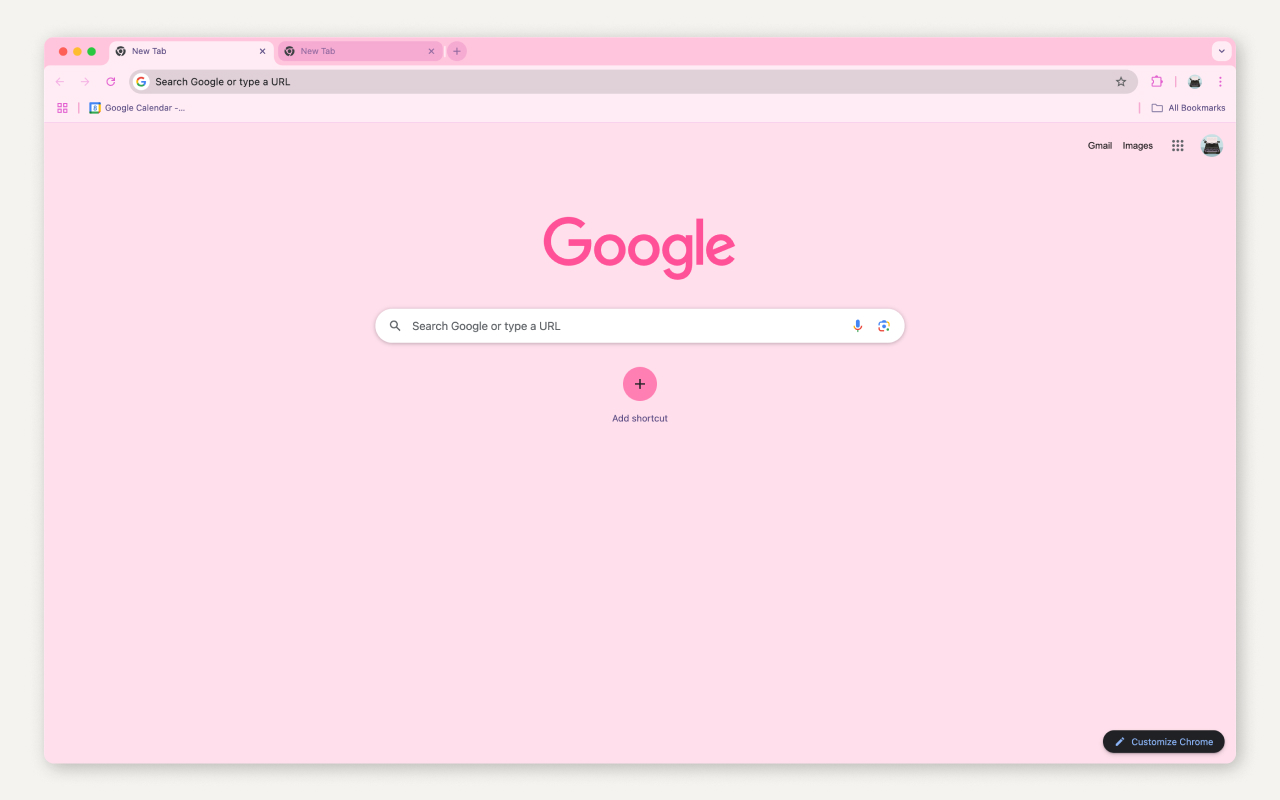 New Tab
New Tab
Search Google or type a URL
Google Calendar -...
All Bookmarks
Gmail
Images
Google
Search Google or type a URL
Add shortcut
Customize Chrome